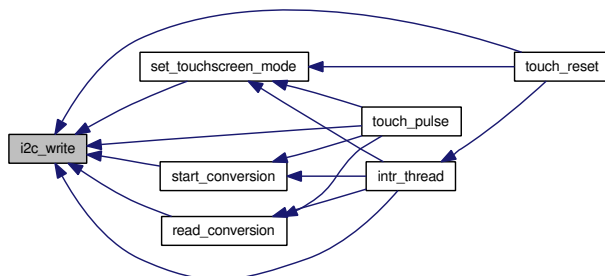 set_touchscreen_mode
touch_reset
touch_pulse
i2c_write
start_conversion
intr_thread
read_conversion